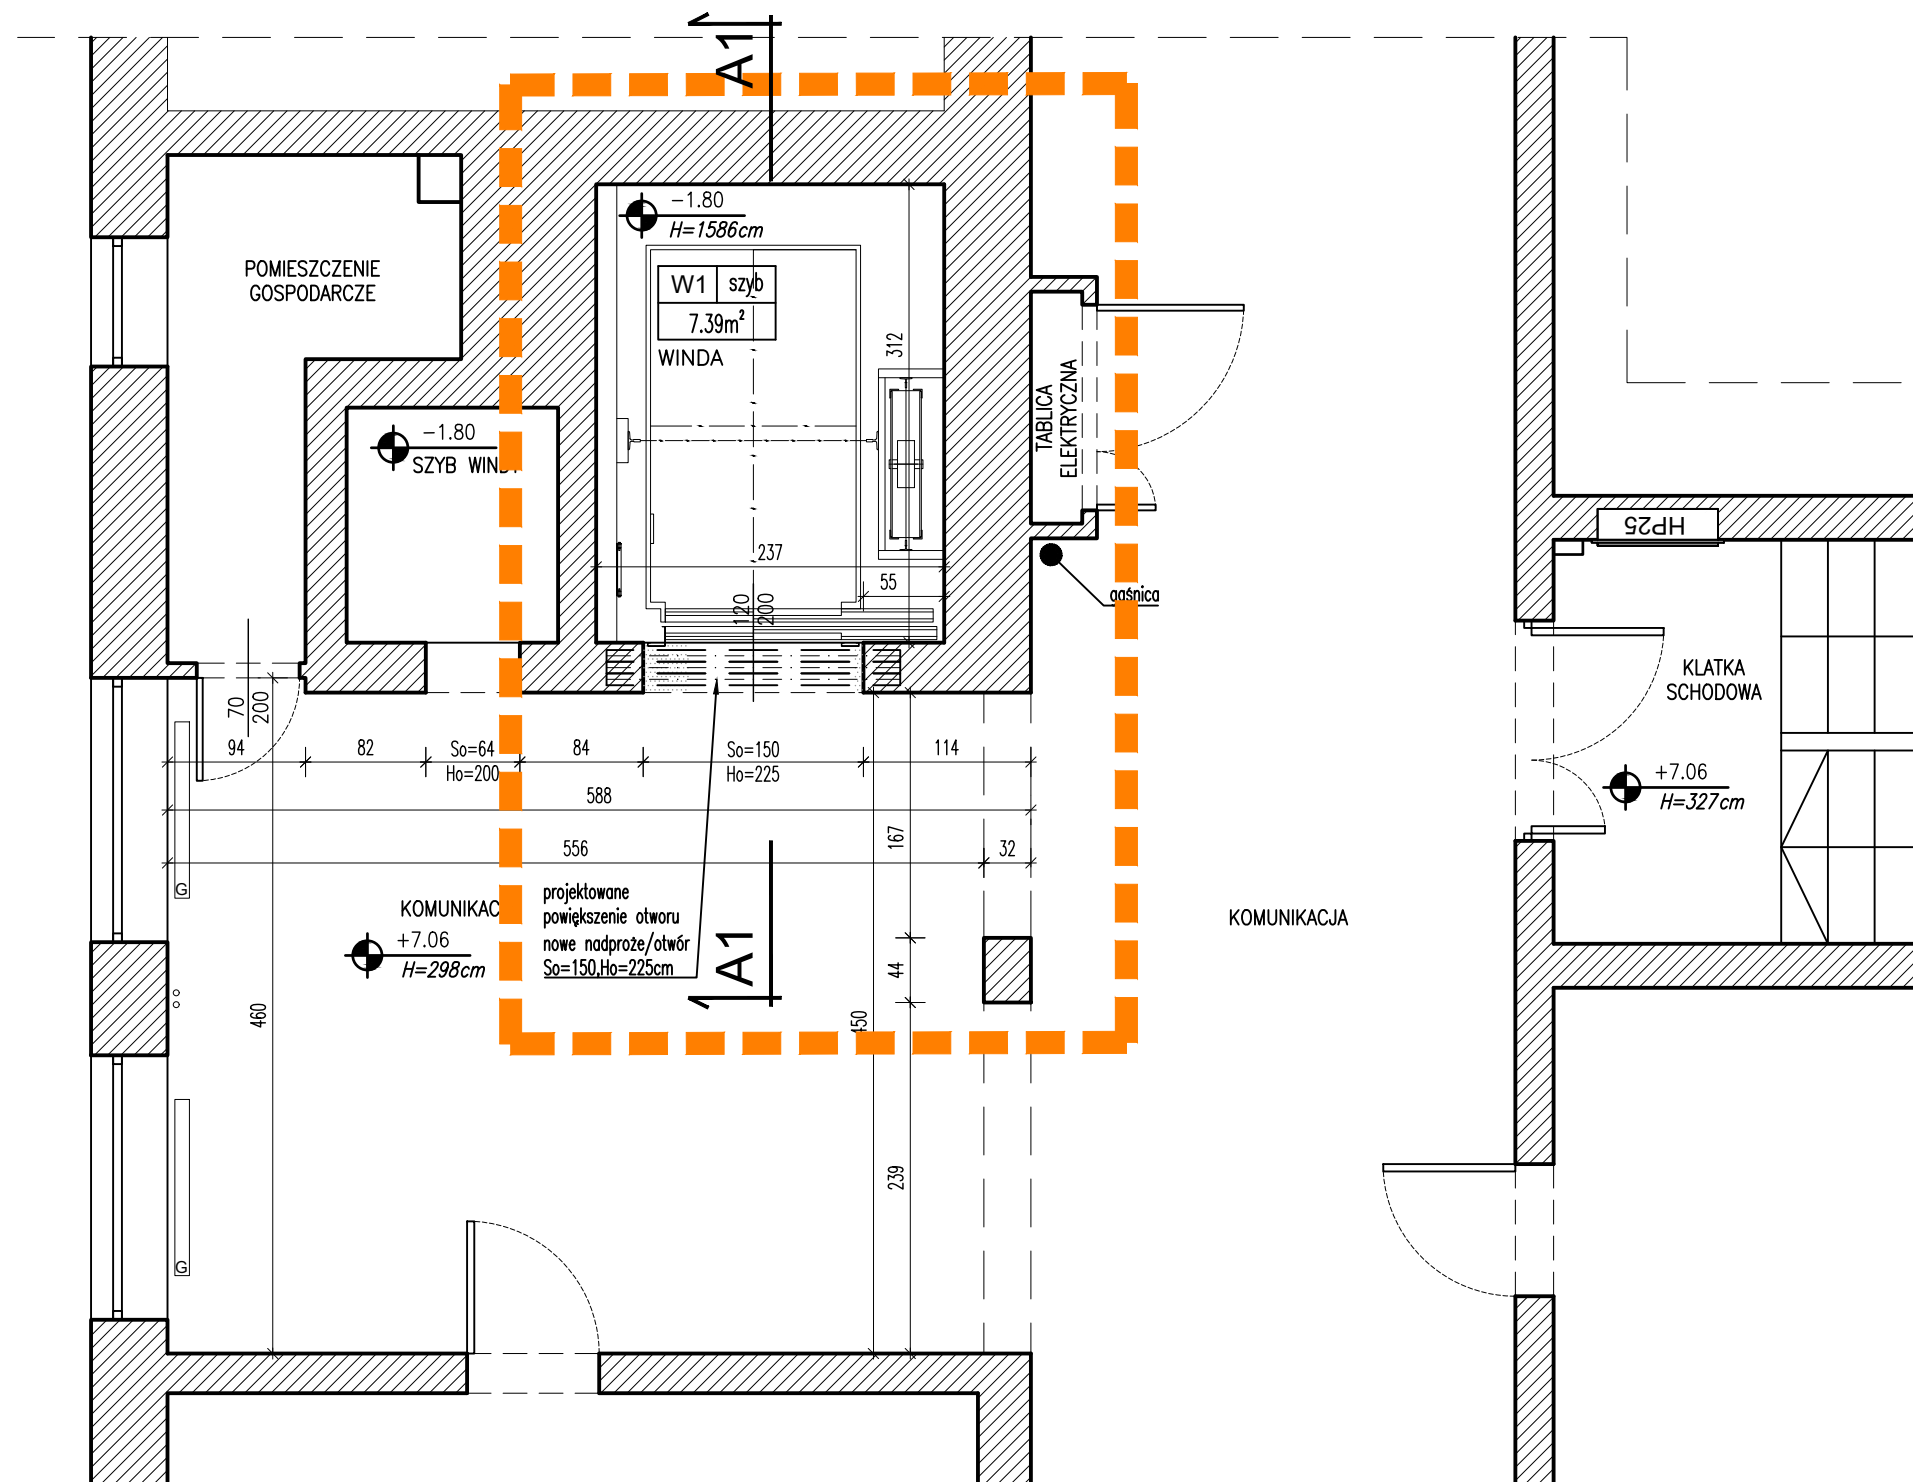 A1
-1.80
H=1586cm
W1 szyb
7.39m²
WINDA
POMIESZCZENIE
GOSPODARCZE
312
TABLICA
ELEKTRYCZNA
-1.80
SZYB WINDY
HP25
237
55
120
200
gaśnica
KLATKA
SCHODOWA
+7.06
H=327cm
70
200
94
82
So=64
Ho=200
84
So=150
Ho=225
114
588
167
556
32
G
projektowane
powiększenie otworu
nowe nadproże/otwór
So=150,Ho=225cm
KOMUNIKAC
+7.06
H=298cm
A1
KOMUNIKACJA
44
460
450
239
G